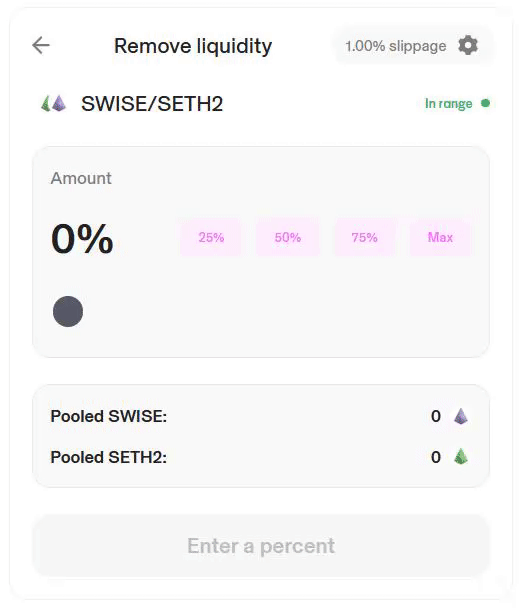 Remove liquidity 1.00% slippage
SWISE/SETH2 In range
Amount
0% 25% 50% 75% Max
Pooled SWISE: 0
Pooled SETH2: 0
Enter a percent